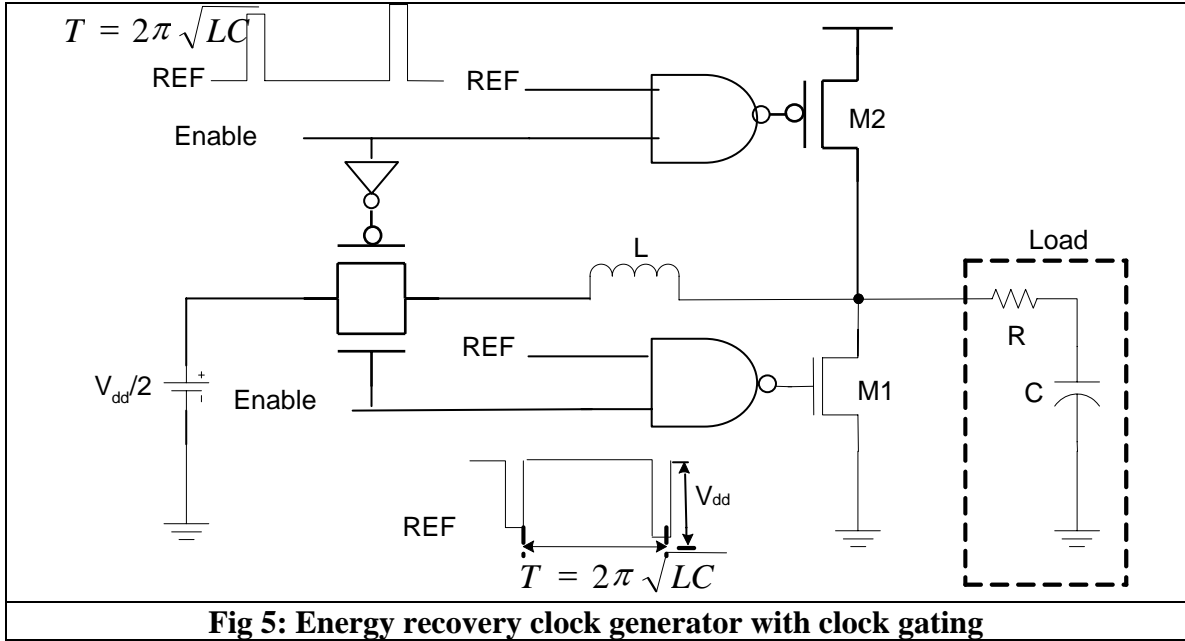 T = 2π√LC
REF
REF
Enable
M2
L
Load
R
C
REF
V_dd/2
+
-
Enable
M1
V_dd
REF
T = 2π√LC
Fig 5: Energy recovery clock generator with clock gating